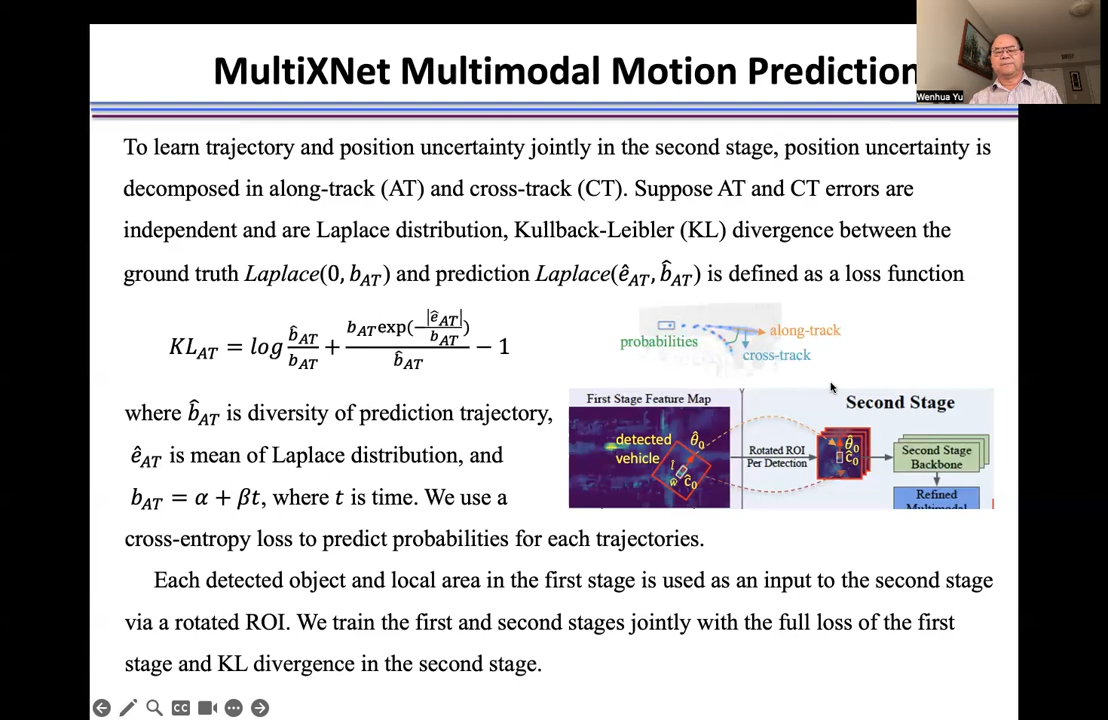 MultiXNet Multimodal Motion Prediction
Wenhua Yu
To learn trajectory and position uncertainty jointly in the second stage, position uncertainty is
decomposed in along-track (AT) and cross-track (CT). Suppose AT and CT errors are
independent and are Laplace distribution, Kullback-Leibler (KL) divergence between the
ground truth Laplace(0, b_AT) and prediction Laplace(ê_AT, b̂_AT) is defined as a loss function
KL_AT = log b̂_AT/b_AT + b_AT exp(−|ê_AT|/b_AT)/b̂_AT − 1
probabilities
along-track
cross-track
where b̂_AT is diversity of prediction trajectory,
ê_AT is mean of Laplace distribution, and
b_AT = α + βt, where t is time. We use a
cross-entropy loss to predict probabilities for each trajectories.
First Stage Feature Map
detected
vehicle
θ̂₀
l
ŵ
ĉ₀
Rotated ROI
Per Detection
Second Stage
θ̂₀
ĉ₀
Second Stage
Backbone
Refined
Multimodal
Each detected object and local area in the first stage is used as an input to the second stage
via a rotated ROI. We train the first and second stages jointly with the full loss of the first
stage and KL divergence in the second stage.
CC